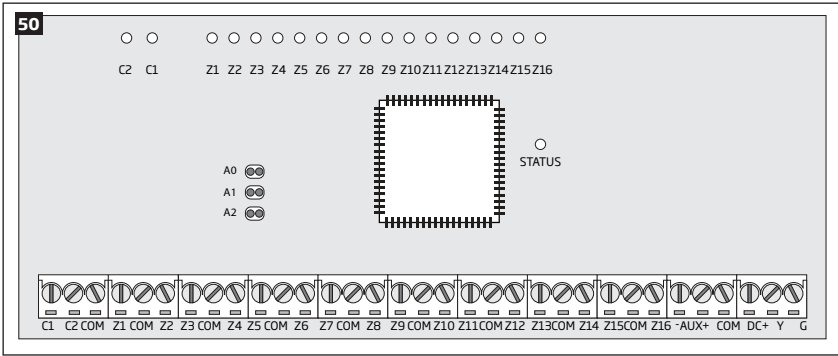 50
C2 C1 Z1 Z2 Z3 Z4 Z5 Z6 Z7 Z8 Z9 Z10 Z11 Z12 Z13 Z14 Z15 Z16
STATUS
A0
A1
A2
C1 C2 COM Z1 COM Z2 Z3 COM Z4 Z5 COM Z6 Z7 COM Z8 Z9 COM Z10 Z11 COM Z12 Z13 COM Z14 Z15 COM Z16 -AUX+ COM DC+ Y G